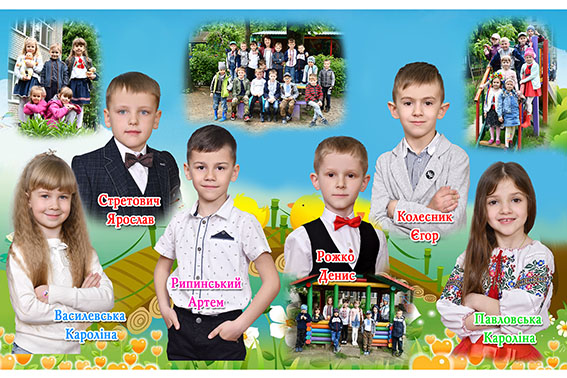 Стретович
Ярослав
Колесник
Єгор
Рожко
Денис
Рипинський
Артем
Василевська
Кароліна
Павловська
Кароліна